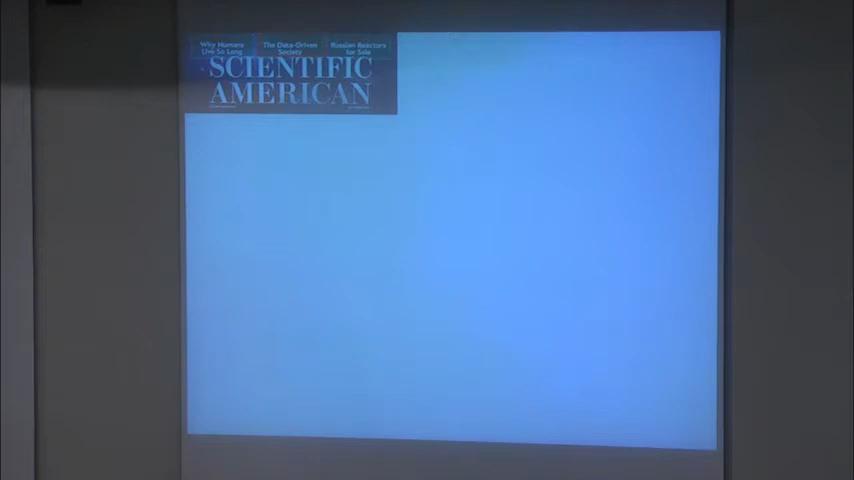 Why Humans Live So Long
The Data-Driven Society
Russian Reactors for Sale
SCIENTIFIC
AMERICAN